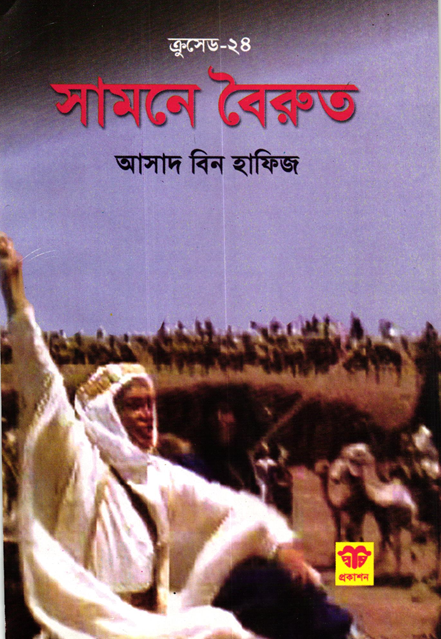 ক্রুসেড-২৪
সামনে বৈরুত
আসাদ বিন হাফিজ
প্রীতি
প্রকাশন